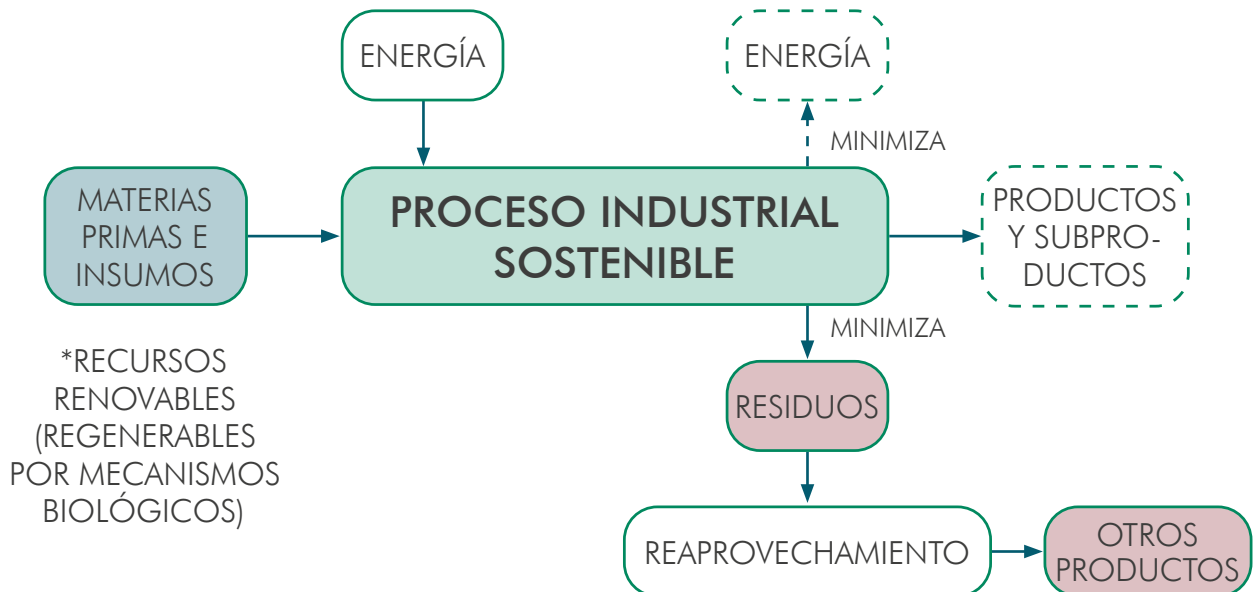 ENERGÍA
ENERGÍA
MINIMIZA
MATERIAS
PRIMAS E
INSUMOS
PROCESO INDUSTRIAL
SOSTENIBLE
PRODUCTOS
Y SUBPRO-
DUCTOS
MINIMIZA
*RECURSOS
RENOVABLES
(REGENERABLES
POR MECANISMOS
BIOLÓGICOS)
RESIDUOS
REAPROVECHAMIENTO
OTROS
PRODUCTOS